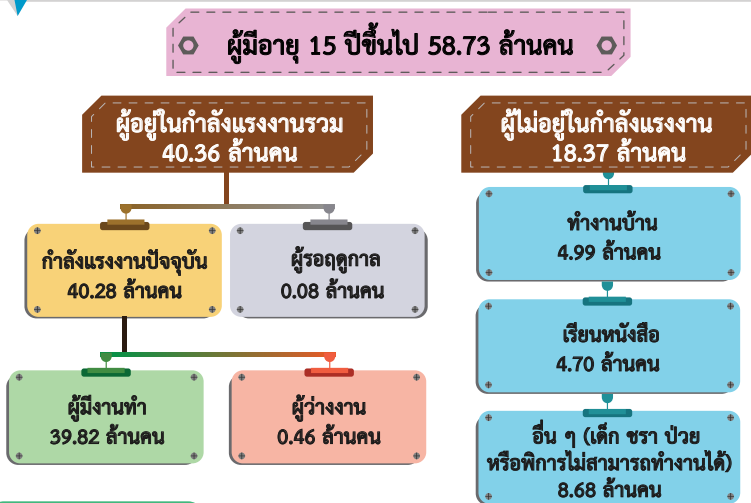 ผู้มีอายุ 15 ปีขึ้นไป 58.73 ล้านคน
ผู้อยู่ในกำลังแรงงานรวม
40.36 ล้านคน
ผู้ไม่อยู่ในกำลังแรงงาน
18.37 ล้านคน
กำลังแรงงานปัจจุบัน
40.28 ล้านคน
ผู้รอฤดูกาล
0.08 ล้านคน
ผู้มีงานทำ
39.82 ล้านคน
ผู้ว่างงาน
0.46 ล้านคน
ทำงานบ้าน
4.99 ล้านคน
เรียนหนังสือ
4.70 ล้านคน
อื่น ๆ (เด็ก ชรา ป่วย
หรือพิการไม่สามารถทำงานได้)
8.68 ล้านคน